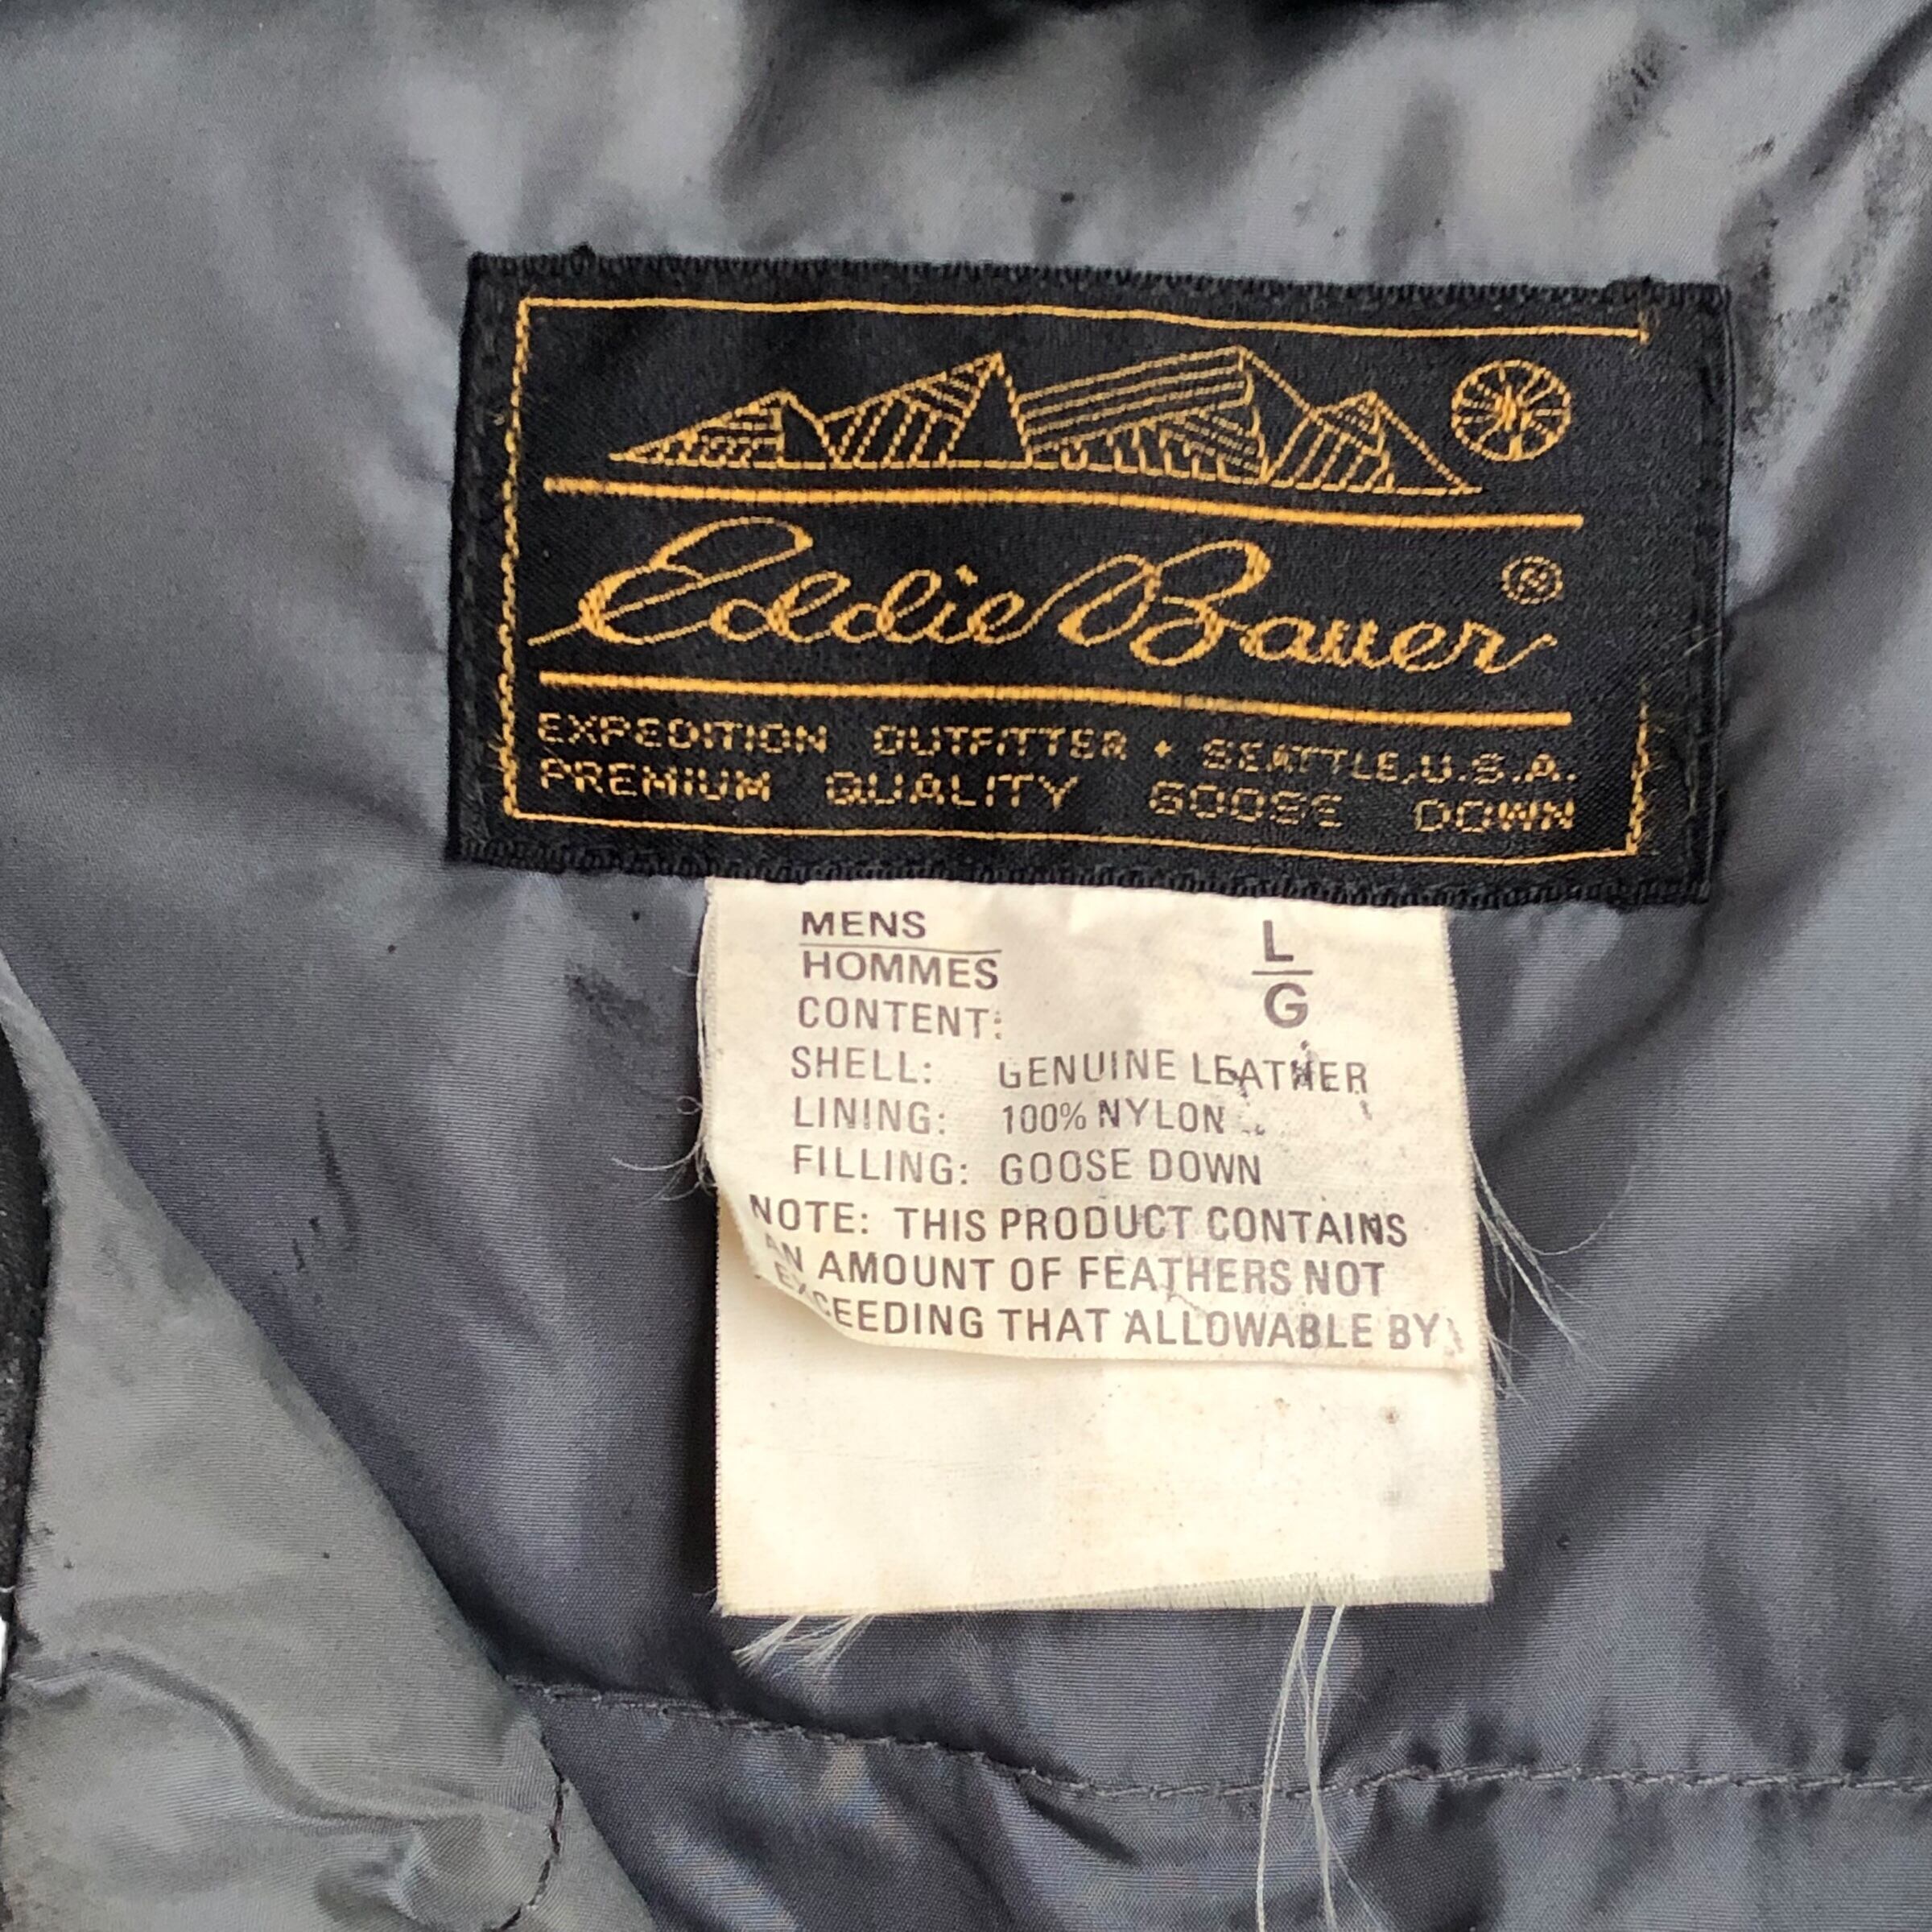 Eddie Bauer ®
EXPEDITION OUTFITTER • SEATTLE, U.S.A.
PREMIUM QUALITY GOOSE DOWN
MENS L
HOMMES G
CONTENT:
SHELL: GENUINE LEATHER
LINING: 100% NYLON
FILLING: GOOSE DOWN
NOTE: THIS PRODUCT CONTAINS
AN AMOUNT OF FEATHERS NOT
EXCEEDING THAT ALLOWABLE BY